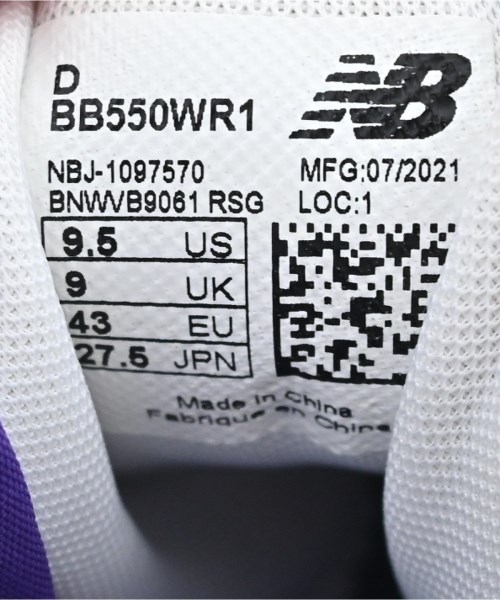 D
BB550WR1
NB
NBJ-1097570
MFG:07/2021
BNWVB9061 RSG
LOC:1
9.5 US
9 UK
43 EU
27.5 JPN
Made in China
Fabriqué en Chine